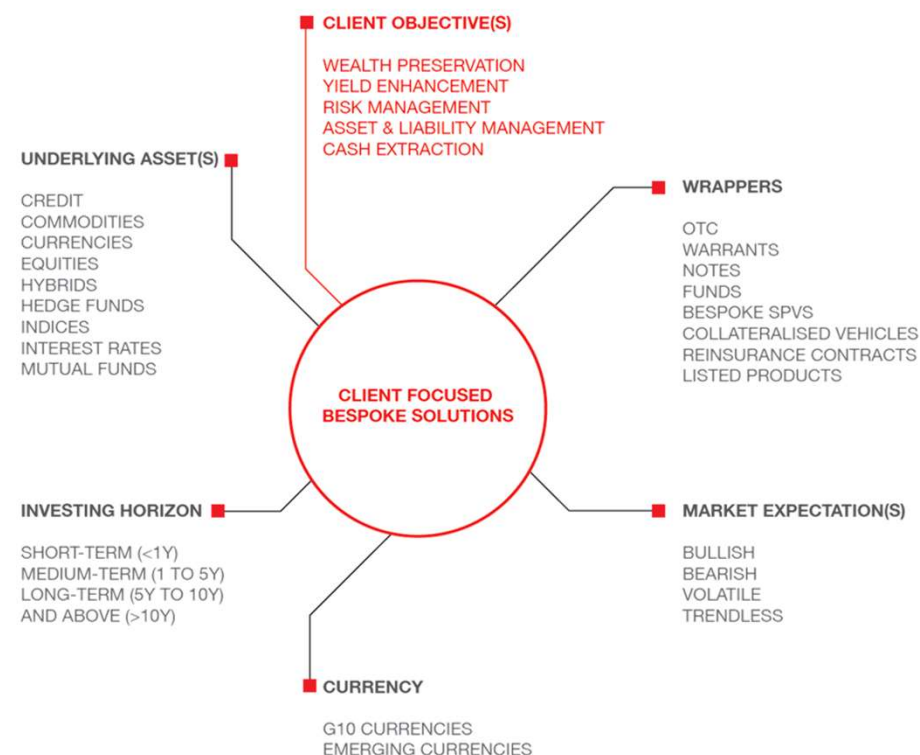 CLIENT OBJECTIVE(S)
WEALTH PRESERVATION
YIELD ENHANCEMENT
RISK MANAGEMENT
ASSET & LIABILITY MANAGEMENT
CASH EXTRACTION
UNDERLYING ASSET(S)
CREDIT
COMMODITIES
CURRENCIES
EQUITIES
HYBRIDS
HEDGE FUNDS
INDICES
INTEREST RATES
MUTUAL FUNDS
WRAPPERS
OTC
WARRANTS
NOTES
FUNDS
BESPOKE SPVS
COLLATERALISED VEHICLES
REINSURANCE CONTRACTS
LISTED PRODUCTS
CLIENT FOCUSED
BESPOKE SOLUTIONS
INVESTING HORIZON
SHORT-TERM (<1Y)
MEDIUM-TERM (1 TO 5Y)
LONG-TERM (5Y TO 10Y)
AND ABOVE (>10Y)
MARKET EXPECTATION(S)
BULLISH
BEARISH
VOLATILE
TRENDLESS
CURRENCY
G10 CURRENCIES
EMERGING CURRENCIES